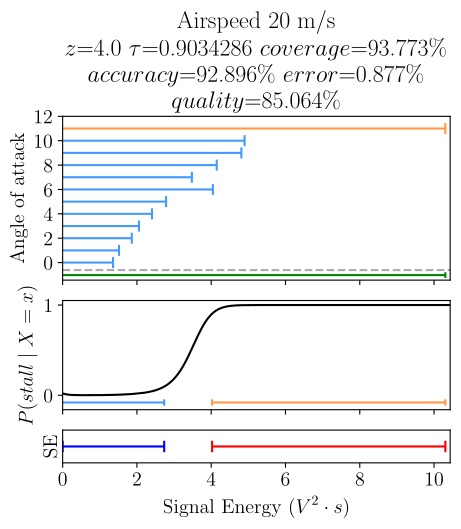 Airspeed 20 m/s
z=4.0 τ=0.9034286 coverage=93.773%
accuracy=92.896% error=0.877%
quality=85.064%
Angle of attack
12
10
8
6
4
2
0
P(stall | X = x)
1
0
SE
0 2 4 6 8 10
Signal Energy (V² · s)